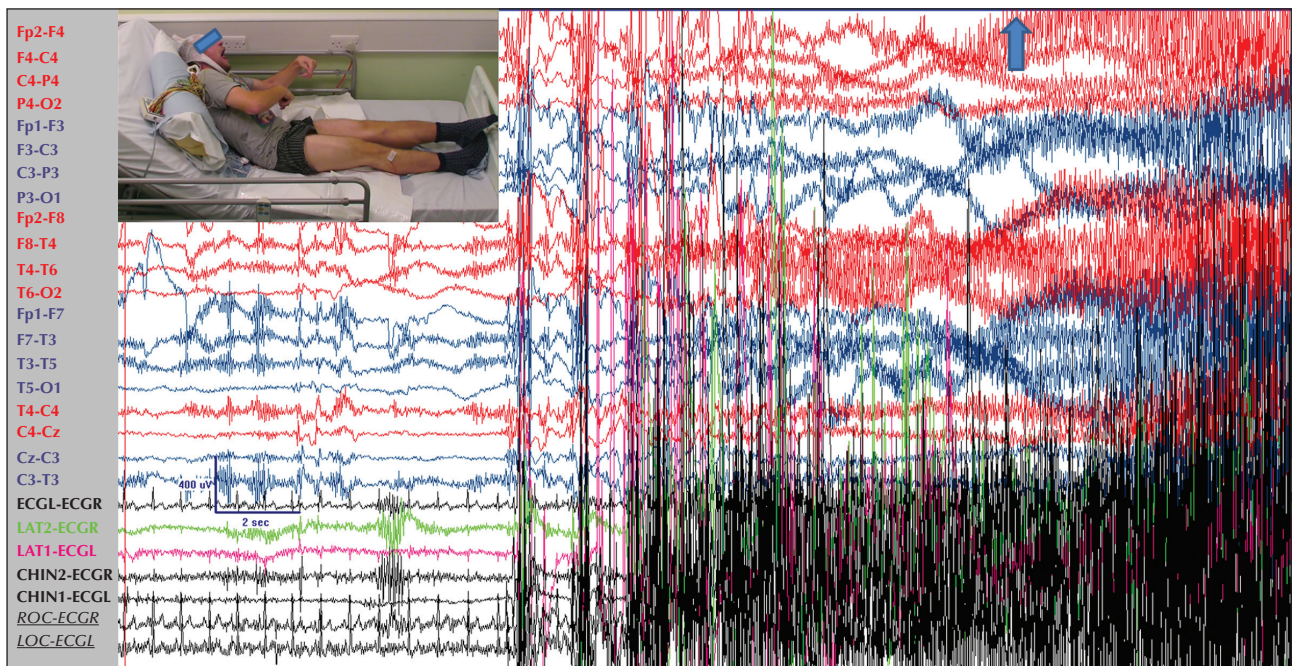 Fp2-F4
F4-C4
C4-P4
P4-O2
Fp1-F3
F3-C3
C3-P3
P3-O1
Fp2-F8
F8-T4
T4-T6
T6-O2
Fp1-F7
F7-T3
T3-T5
T5-O1
T4-C4
C4-Cz
Cz-C3
C3-T3
400 uV
ECGL-ECGR
2 sec
LAT2-ECGR
LAT1-ECGL
CHIN2-ECGR
CHIN1-ECGL
ROC-ECGR
LOC-ECGL